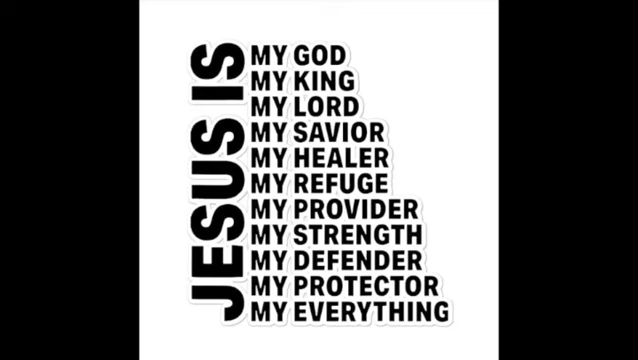 JESUS IS
MY GOD
MY KING
MY LORD
MY SAVIOR
MY HEALER
MY REFUGE
MY PROVIDER
MY STRENGTH
MY DEFENDER
MY PROTECTOR
MY EVERYTHING